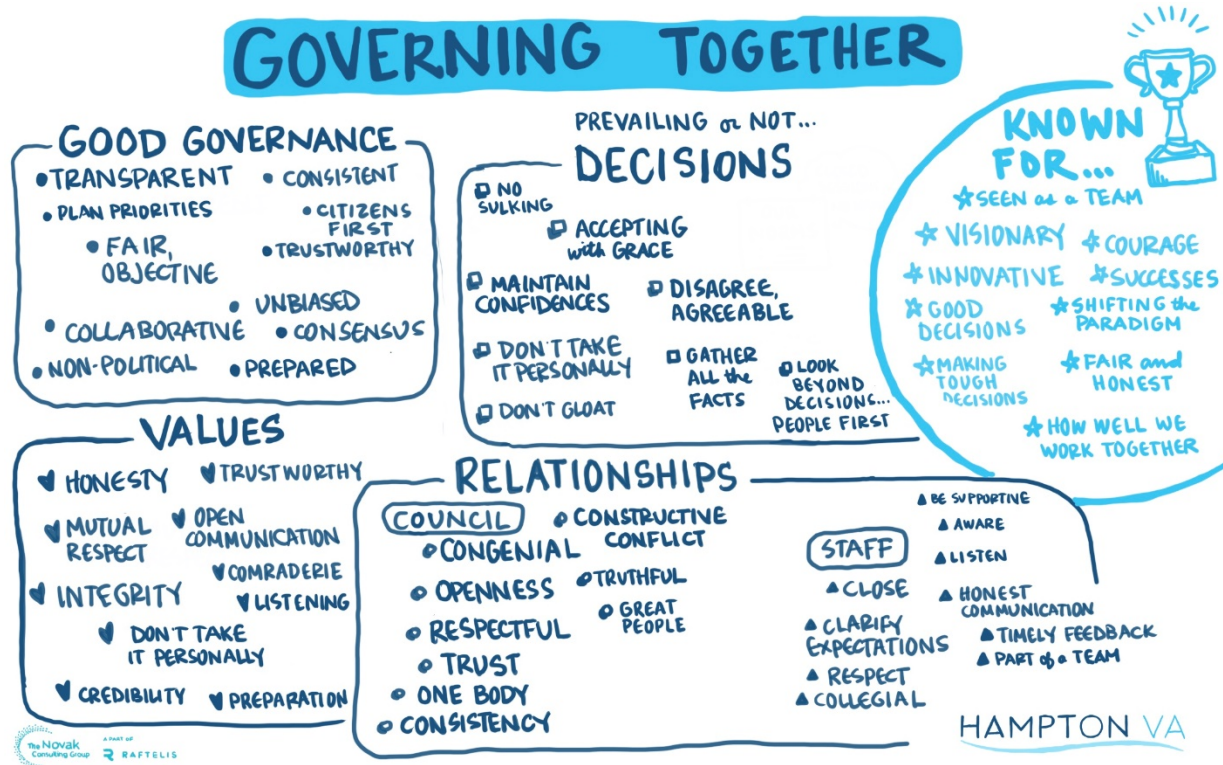 GOVERNING TOGETHER
GOOD GOVERNANCE
TRANSPARENT
CONSISTENT
PLAN PRIORITIES
CITIZENS
FIRST
FAIR,
OBJECTIVE
TRUSTWORTHY
UNBIASED
COLLABORATIVE
CONSENSUS
NON-POLITICAL
PREPARED
PREVAILING or NOT...
DECISIONS
NO
SULKING
ACCEPTING
with GRACE
MAINTAIN
CONFIDENCES
DISAGREE,
AGREEABLE
DON'T TAKE
IT PERSONALLY
GATHER
ALL the
FACTS
LOOK
BEYOND
DECISIONS...
PEOPLE FIRST
DON'T GLOAT
KNOWN
FOR...
SEEN as a TEAM
VISIONARY
COURAGE
INNOVATIVE
SUCCESSES
GOOD
DECISIONS
SHIFTING the
PARADIGM
MAKING
TOUGH
DECISIONS
FAIR and
HONEST
HOW WELL WE
WORK TOGETHER
VALUES
HONESTY
TRUSTWORTHY
MUTUAL
RESPECT
OPEN
COMMUNICATION
COMRADERIE
INTEGRITY
LISTENING
DON'T TAKE
IT PERSONALLY
CREDIBILITY
PREPARATION
RELATIONSHIPS
COUNCIL
CONGENIAL
OPENNESS
RESPECTFUL
TRUST
ONE BODY
CONSISTENCY
CONSTRUCTIVE
CONFLICT
TRUTHFUL
GREAT
PEOPLE
STAFF
CLOSE
CLARIFY
EXPECTATIONS
RESPECT
COLLEGIAL
BE SUPPORTIVE
AWARE
LISTEN
HONEST
COMMUNICATION
TIMELY FEEDBACK
PART of a TEAM
The Novak
Consulting Group
A PART OF
RAFTELIS
HAMPTON VA